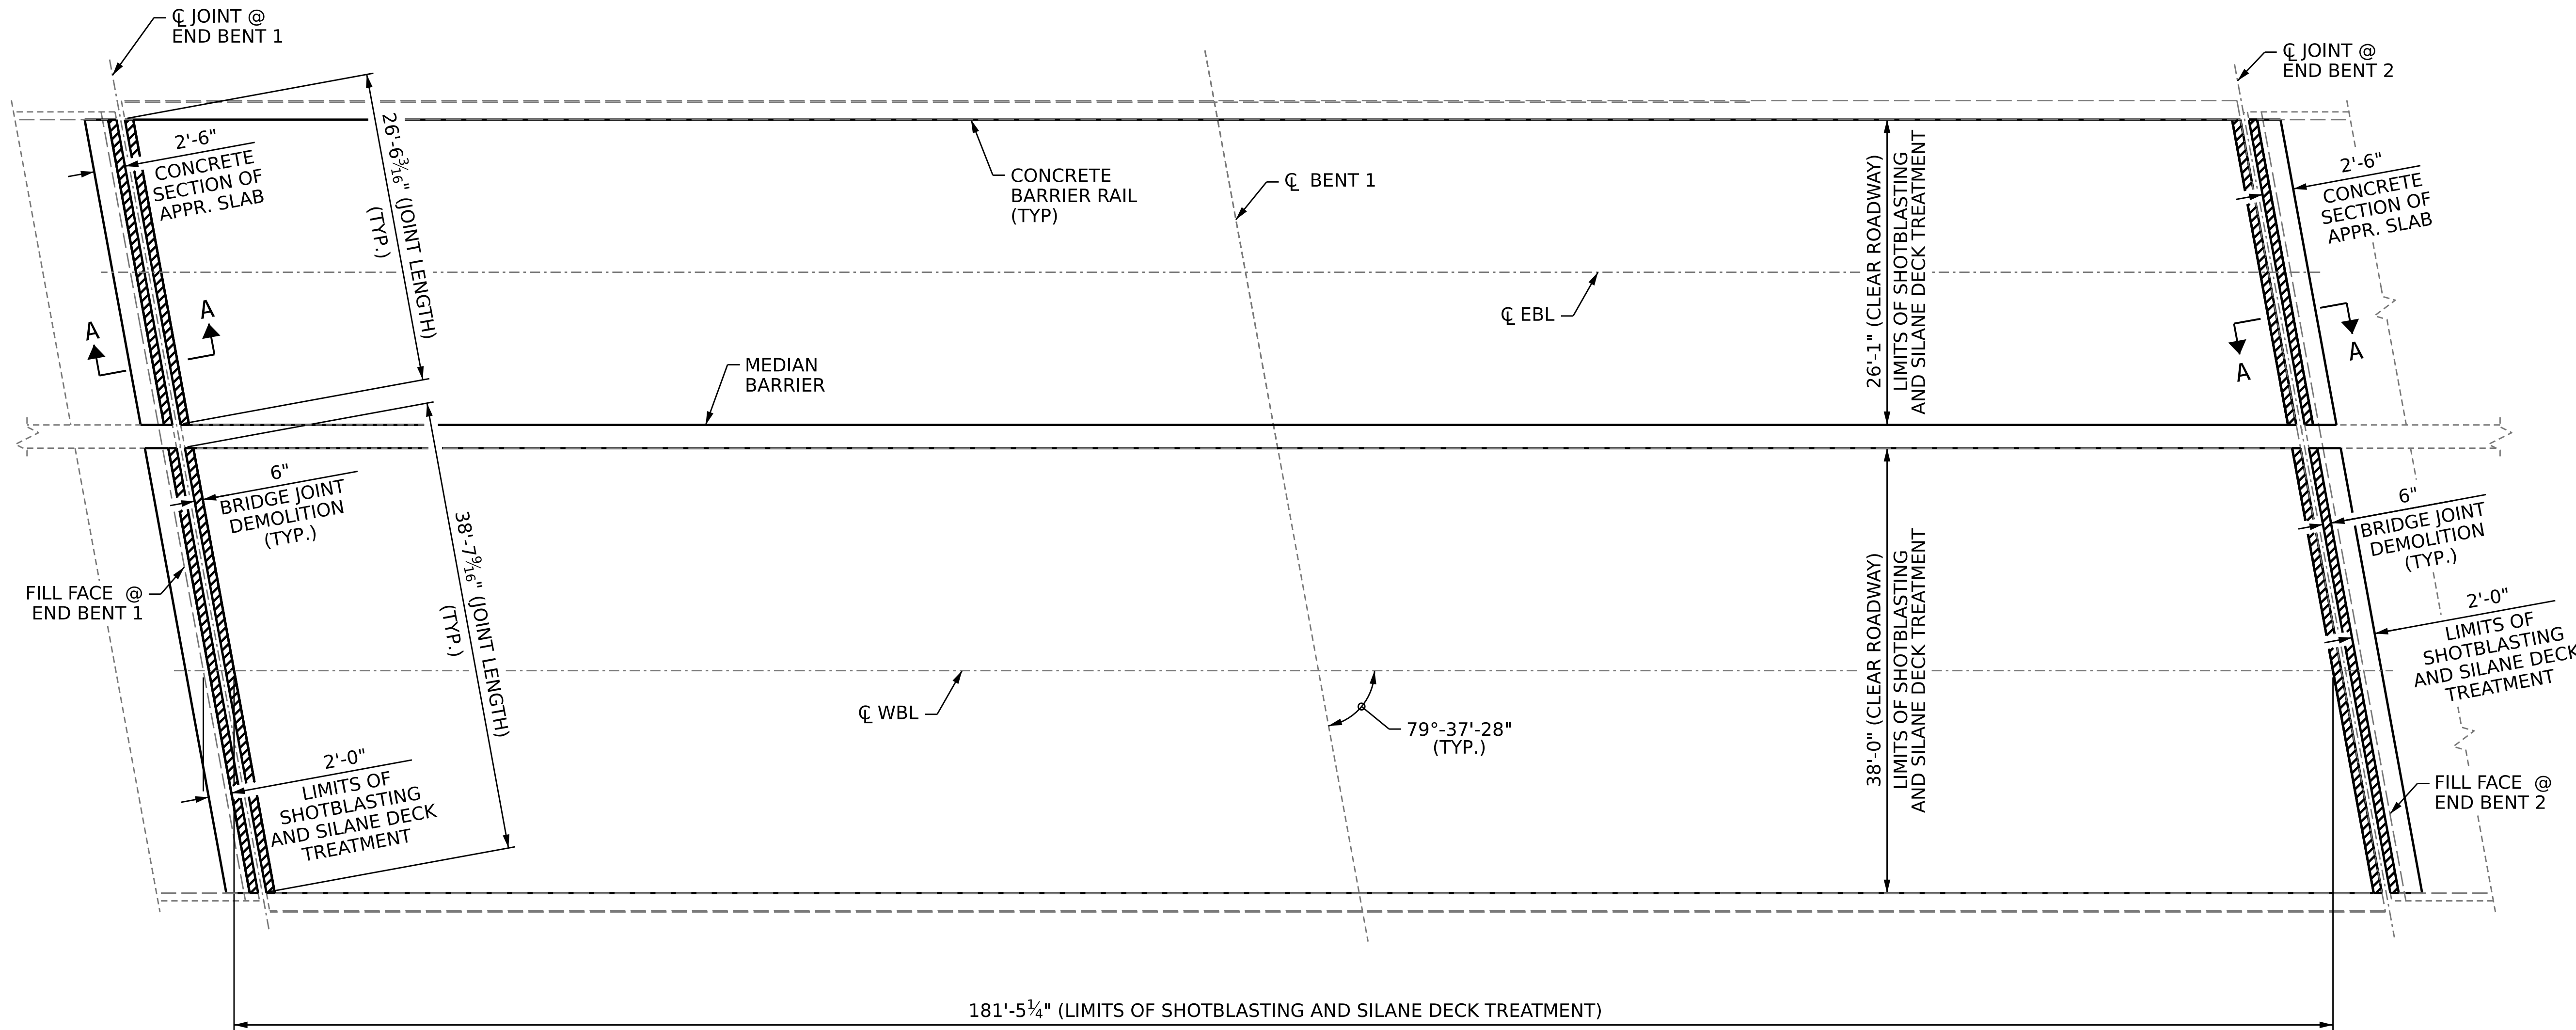 ℄ JOINT @
END BENT 1
℄ JOINT @
END BENT 2
2'-6"
CONCRETE
SECTION OF
APPR. SLAB
26'-6 3/16" (JOINT LENGTH)
(TYP.)
CONCRETE
BARRIER RAIL
(TYP)
℄ BENT 1
26'-1" (CLEAR ROADWAY)
LIMITS OF SHOTBLASTING
AND SILANE DECK TREATMENT
2'-6"
CONCRETE
SECTION OF
APPR. SLAB
A
A
℄ EBL
A
A
MEDIAN
BARRIER
6"
BRIDGE JOINT
DEMOLITION
(TYP.)
38'-7 9/16" (JOINT LENGTH)
(TYP.)
6"
BRIDGE JOINT
DEMOLITION
(TYP.)
FILL FACE @
END BENT 1
38'-0" (CLEAR ROADWAY)
LIMITS OF SHOTBLASTING
AND SILANE DECK TREATMENT
2'-0"
LIMITS OF
SHOTBLASTING
AND SILANE DECK
TREATMENT
℄ WBL
79°-37'-28"
(TYP.)
2'-0"
LIMITS OF
SHOTBLASTING
AND SILANE DECK
TREATMENT
FILL FACE @
END BENT 2
181'-5 1/4" (LIMITS OF SHOTBLASTING AND SILANE DECK TREATMENT)